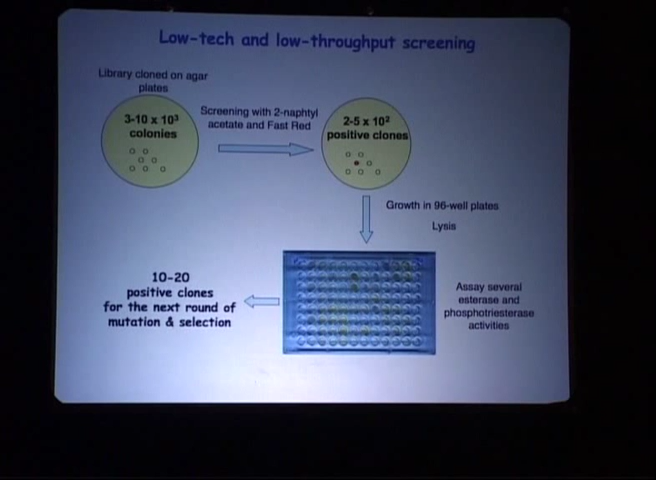 Low-tech and low-throughput screening
Library cloned on agar
plates
3-10 x 10³
colonies
Screening with 2-naphtyl
acetate and Fast Red
2-5 x 10²
positive clones
Growth in 96-well plates
Lysis
10-20
positive clones
for the next round of
mutation & selection
Assay several
esterase and
phosphotriesterase
activities